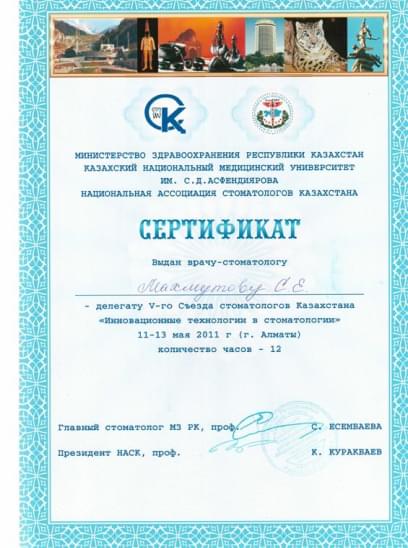 МИНИСТЕРСТВО ЗДРАВООХРАНЕНИЯ РЕСПУБЛИКИ КАЗАХСТАН
КАЗАХСКИЙ НАЦИОНАЛЬНЫЙ МЕДИЦИНСКИЙ УНИВЕРСИТЕТ
ИМ. С.Д.АСФЕНДИЯРОВА
НАЦИОНАЛЬНАЯ АССОЦИАЦИЯ СТОМАТОЛОГОВ КАЗАХСТАНА
СЕРТИФИКАТ
Выдан врачу-стоматологу
Махмутову С.Е.
- делегату V-го Съезда стоматологов Казахстана
«Инновационные технологии в стоматологии»
11-13 мая 2011 г (г. Алматы)
количество часов - 12
Главный стоматолог МЗ РК, проф. С. ЕСЕМБАЕВА
Президент НАСК, проф. К. КУРАКБАЕВ